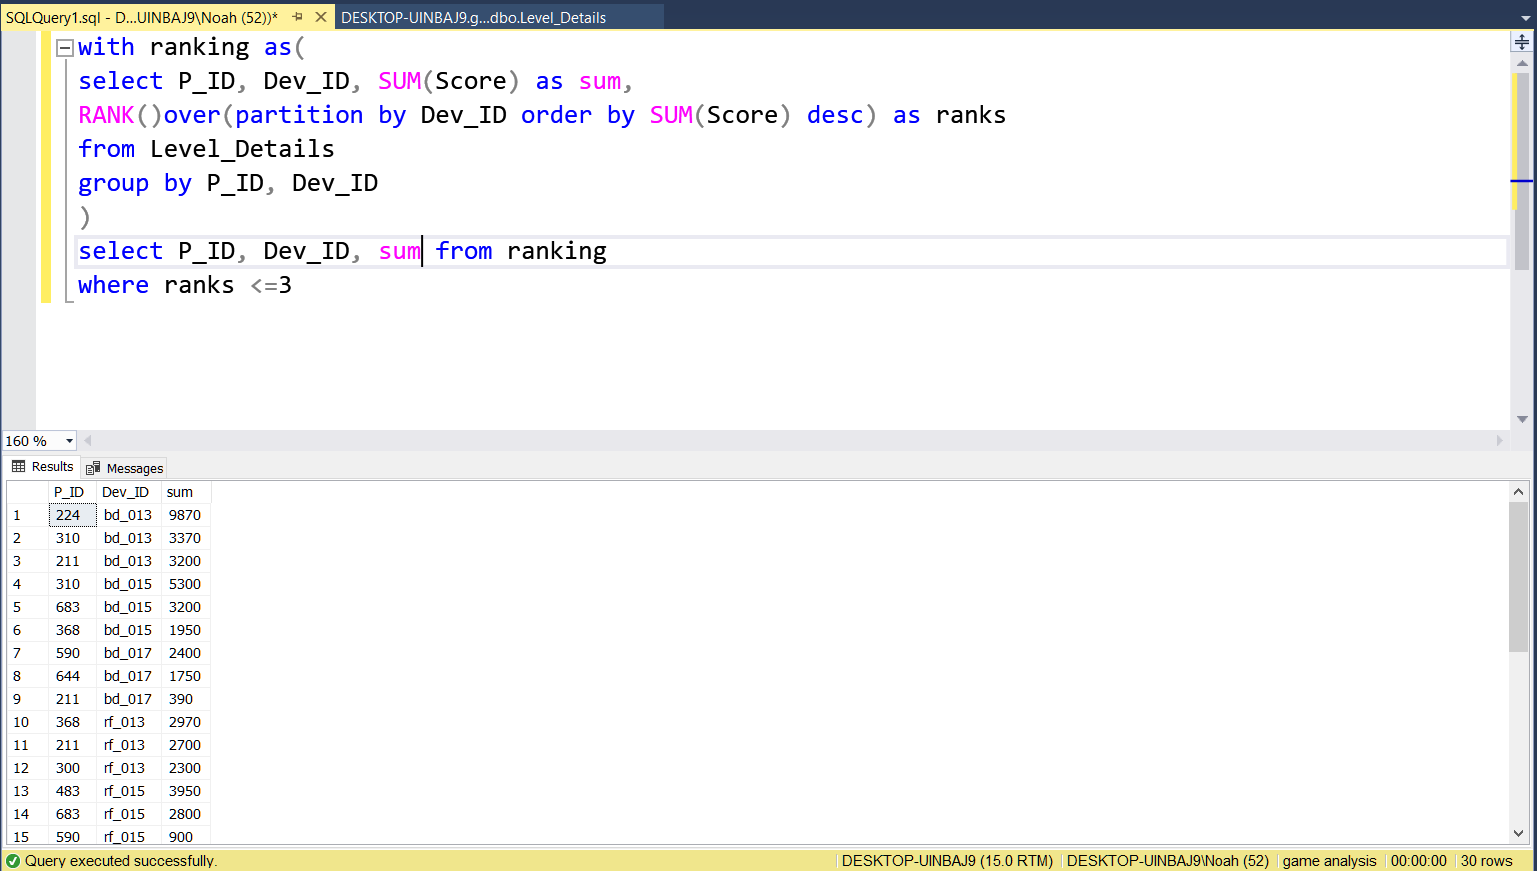 SQLQuery1.sql - D...UINBAJ9\Noah (52))* DESKTOP-UINBAJ9.g...dbo.Level_Details
with ranking as(
select P_ID, Dev_ID, SUM(Score) as sum,
RANK()over(partition by Dev_ID order by SUM(Score) desc) as ranks
from Level_Details
group by P_ID, Dev_ID
)
select P_ID, Dev_ID, sum from ranking
where ranks <=3
160 %
Results Messages
P_ID Dev_ID sum
1 224 bd_013 9870
2 310 bd_013 3370
3 211 bd_013 3200
4 310 bd_015 5300
5 683 bd_015 3200
6 368 bd_015 1950
7 590 bd_017 2400
8 644 bd_017 1750
9 211 bd_017 390
10 368 rf_013 2970
11 211 rf_013 2700
12 300 rf_013 2300
13 483 rf_015 3950
14 683 rf_015 2800
15 590 rf_015 900
Query executed successfully. DESKTOP-UINBAJ9 (15.0 RTM) DESKTOP-UINBAJ9\Noah (52) game analysis 00:00:00 30 rows